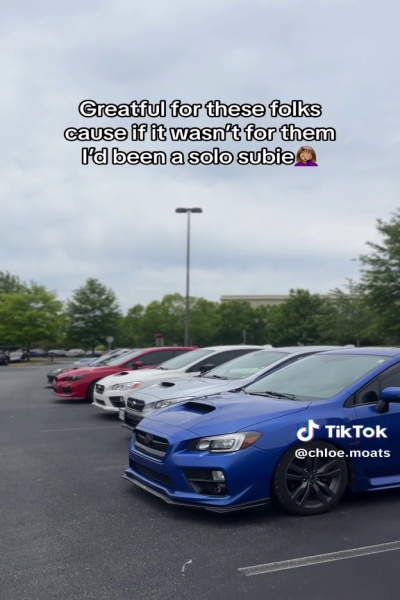 Greatful for these folks
cause if it wasn't for them
I'd been a solo subie🤦🏽‍♀️
TikTok
@chloe.moats